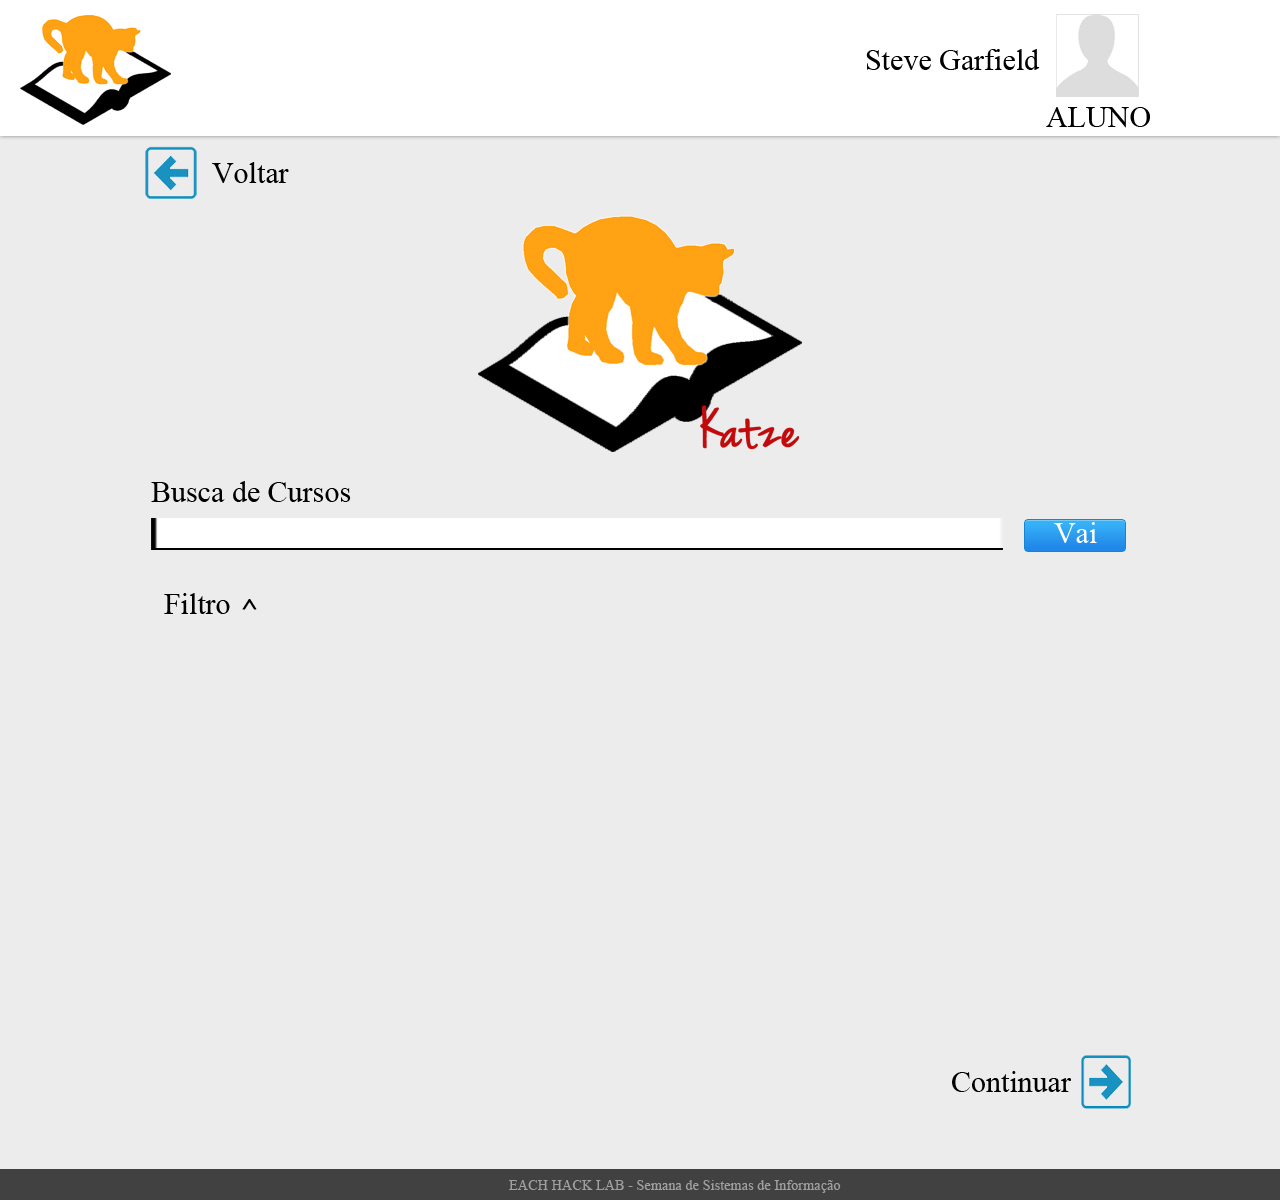 Steve Garfield
ALUNO
Voltar
Katze
Busca de Cursos
Vai
Filtro ^
Continuar
EACH HACK LAB - Semana de Sistemas de Informação